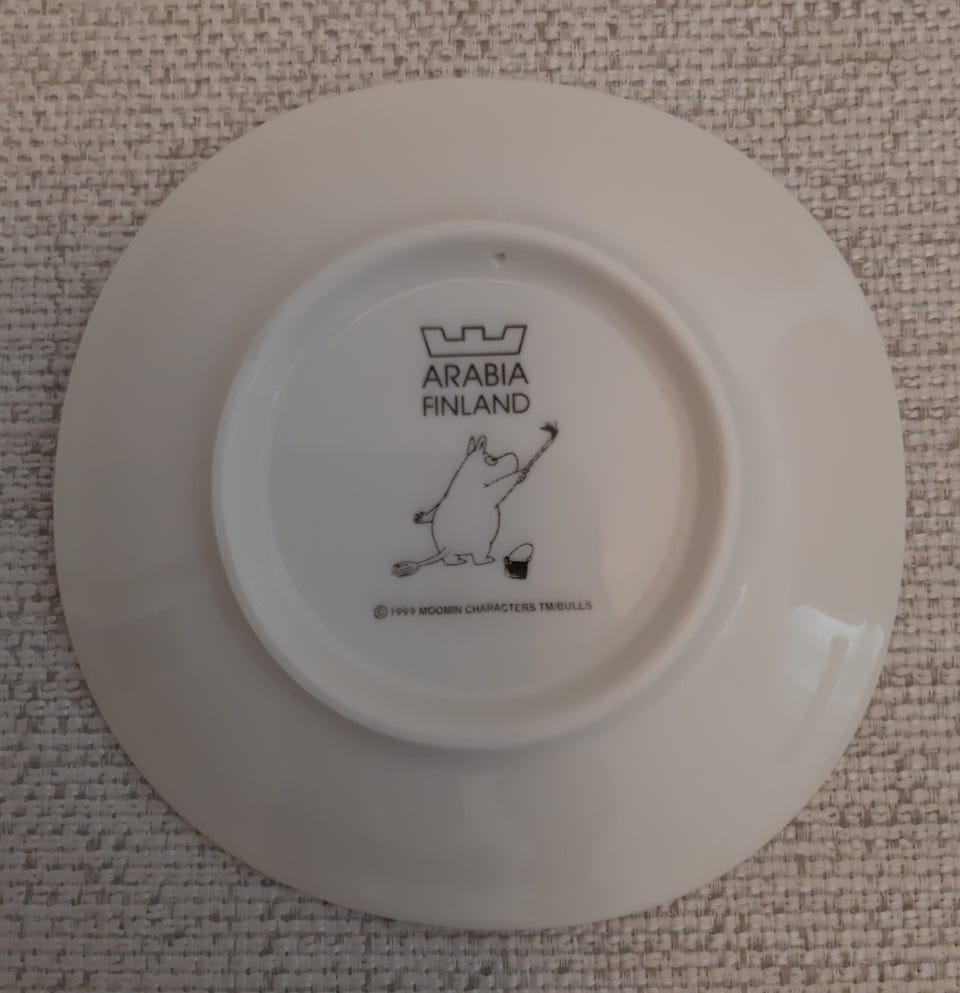 ARABIA
FINLAND
© 1999 MOOMIN CHARACTERS TM/BULLS